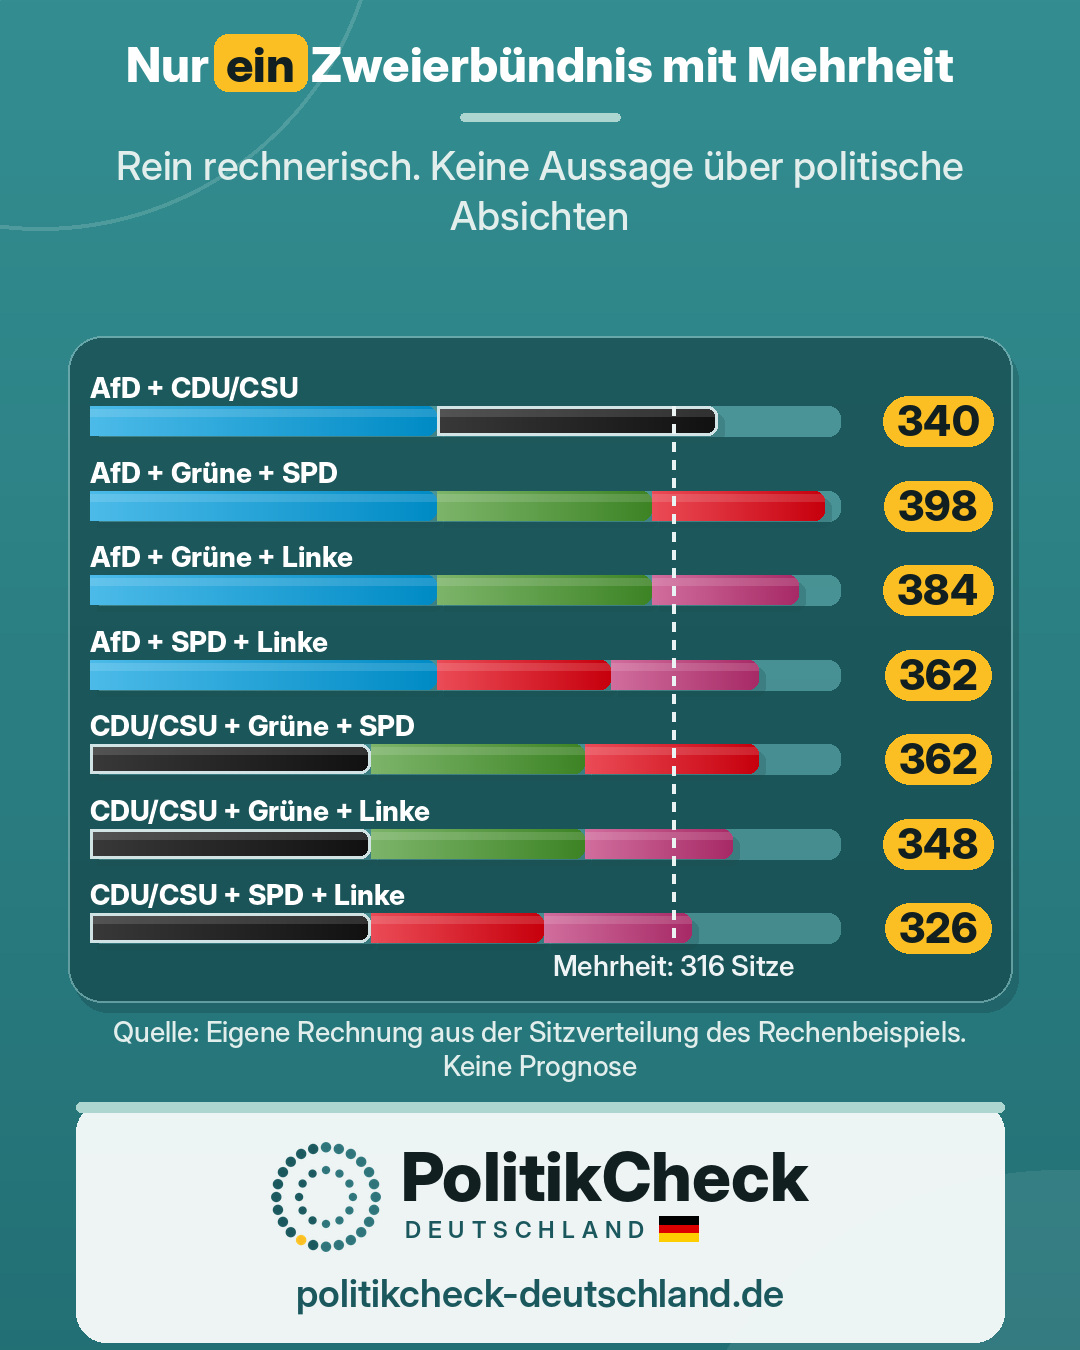 Nur ein Zweierbündnis mit Mehrheit
Rein rechnerisch. Keine Aussage über politische
Absichten
AfD + CDU/CSU
340
AfD + Grüne + SPD
398
AfD + Grüne + Linke
384
AfD + SPD + Linke
362
CDU/CSU + Grüne + SPD
362
CDU/CSU + Grüne + Linke
348
CDU/CSU + SPD + Linke
326
Mehrheit: 316 Sitze
Quelle: Eigene Rechnung aus der Sitzverteilung des Rechenbeispiels.
Keine Prognose
PolitikCheck
DEUTSCHLAND
politikcheck-deutschland.de